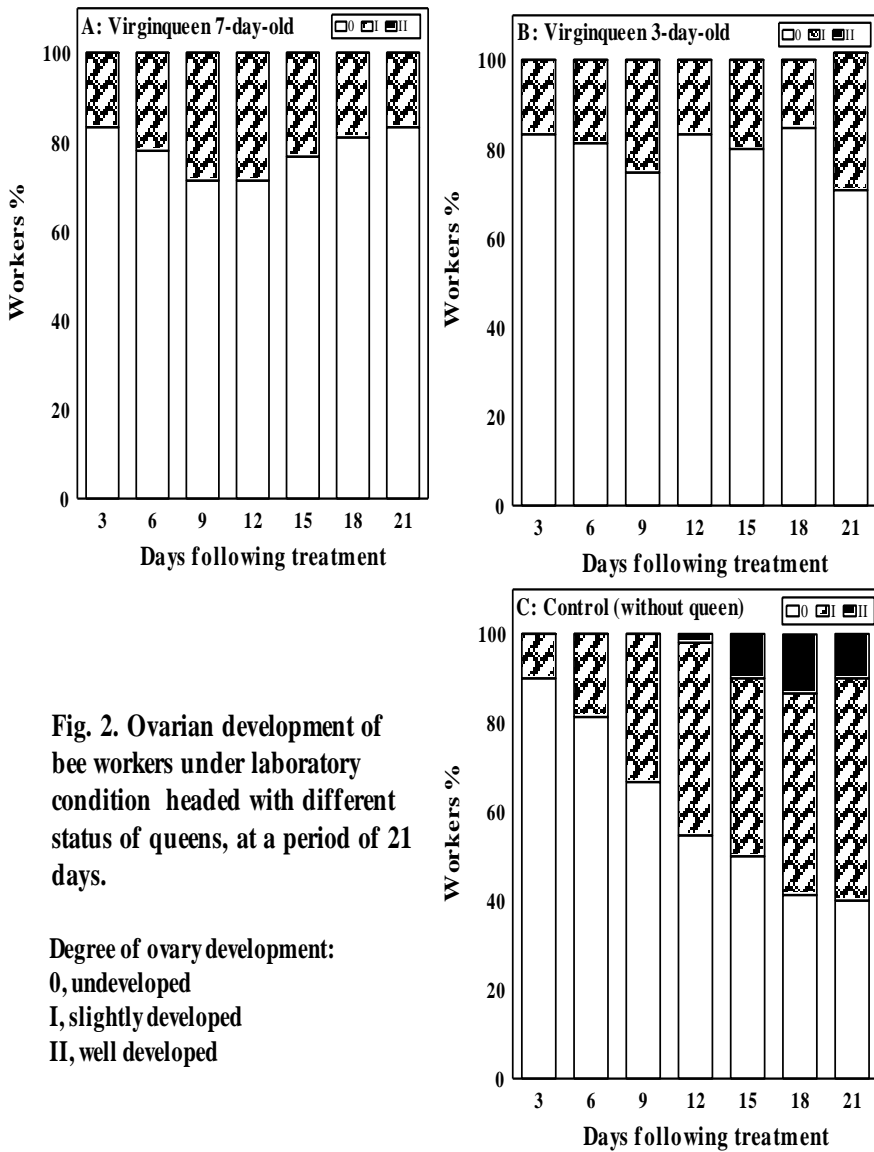 A: Virginqueen 7-day-old
0 I II
Workers %
100
80
60
40
20
0
3 6 9 12 15 18 21
Days following treatment
B: Virginqueen 3-day-old
0 I II
Workers %
100
80
60
40
20
0
3 6 9 12 15 18 21
Days following treatment
C: Control (without queen)
0 I II
Workers %
100
80
60
40
20
0
3 6 9 12 15 18 21
Days following treatment
Fig. 2. Ovarian development of
bee workers under laboratory
condition headed with different
status of queens, at a period of 21
days.
Degree of ovary development:
0, undeveloped
I, slightly developed
II, well developed